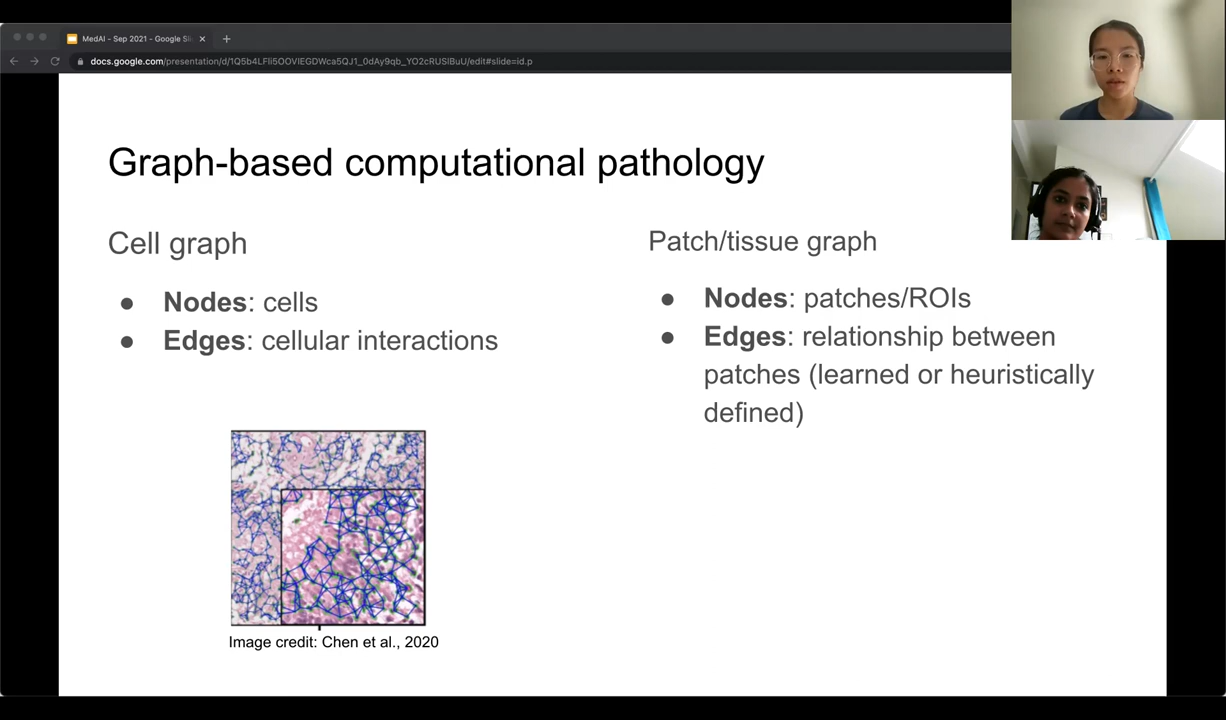 MedAI - Sep 2021 - Google Sli
docs.google.com/presentation/d/1Q5b4LFli5OOVIEGDWca5QJ1_0dAy9qb_YO2cRUSlBuU/edit#slide=id.p
Graph-based computational pathology
Cell graph
● Nodes: cells
● Edges: cellular interactions
Image credit: Chen et al., 2020
Patch/tissue graph
● Nodes: patches/ROIs
● Edges: relationship between
patches (learned or heuristically
defined)